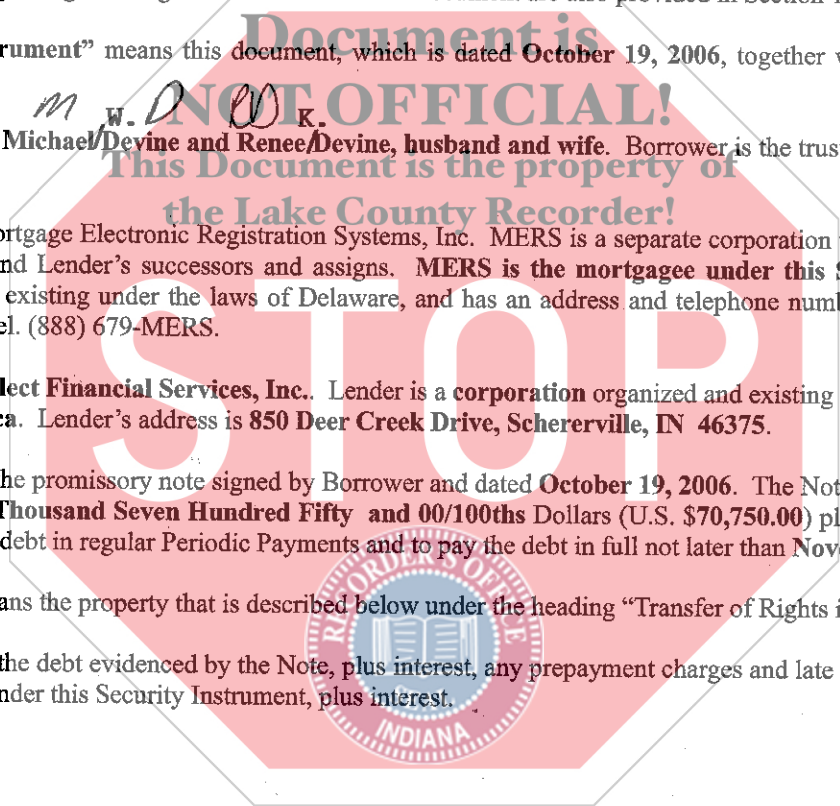 Document is
rument” means this document, which is dated October 19, 2006, together
NOT OFFICIAL!
M W. D RD K.
Michael/Devine and Renee/Devine, husband and wife. Borrower is the trus
This Document is the property of
the Lake County Recorder!
ortgage Electronic Registration Systems, Inc. MERS is a separate corporation
nd Lender's successors and assigns. MERS is the mortgagee under this S
existing under the laws of Delaware, and has an address and telephone num
el. (888) 679-MERS.
STOP
lect Financial Services, Inc.. Lender is a corporation organized and existing
ca. Lender's address is 850 Deer Creek Drive, Schererville, IN 46375.
he promissory note signed by Borrower and dated October 19, 2006. The Not
Thousand Seven Hundred Fifty and 00/100ths Dollars (U.S. $70,750.00) pl
debt in regular Periodic Payments and to pay the debt in full not later than Nov
ans the property that is described below under the heading “Transfer of Rights i
the debt evidenced by the Note, plus interest, any prepayment charges and late
nder this Security Instrument, plus interest.
RECORDER'S OFFICE
INDIANA